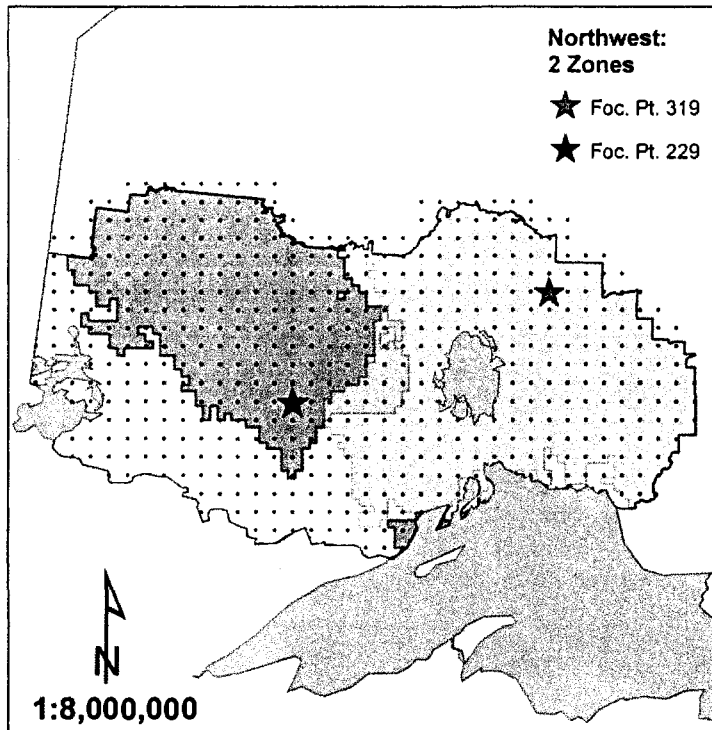 Northwest:
2 Zones
Foc. Pt. 319
Foc. Pt. 229
N
1:8,000,000